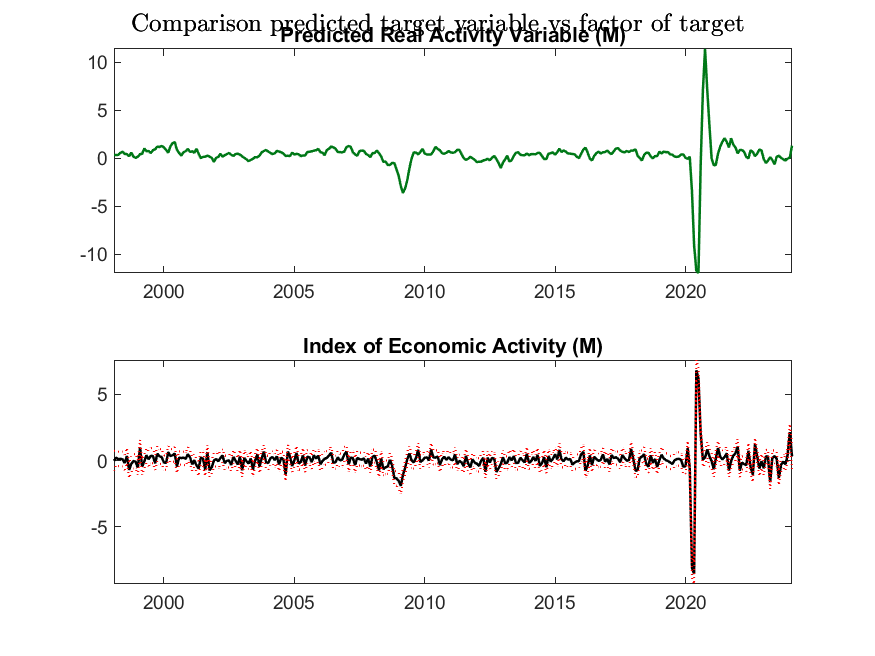 Comparison predicted target variable vs factor of target
Predicted Real Activity Variable (M)
10
5
0
-5
-10
2000 2005 2010 2015 2020
Index of Economic Activity (M)
5
0
-5
2000 2005 2010 2015 2020